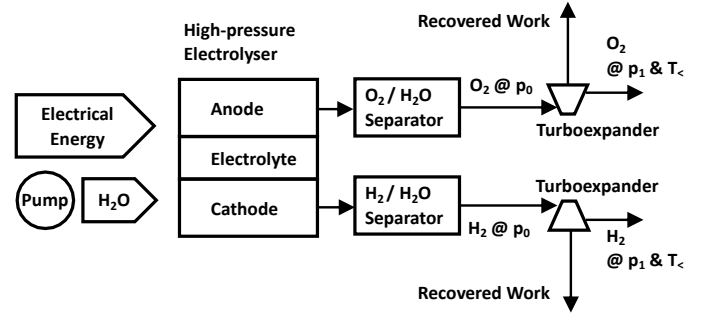 High-pressure
Electrolyser
Recovered Work
O₂
@ p₁ & T<
Electrical
Energy
Anode
O₂ / H₂O
Separator
O₂ @ p₀
Turboexpander
Electrolyte
Pump
H₂O
Cathode
H₂ / H₂O
Separator
H₂ @ p₀
Turboexpander
H₂
@ p₁ & T<
Recovered Work